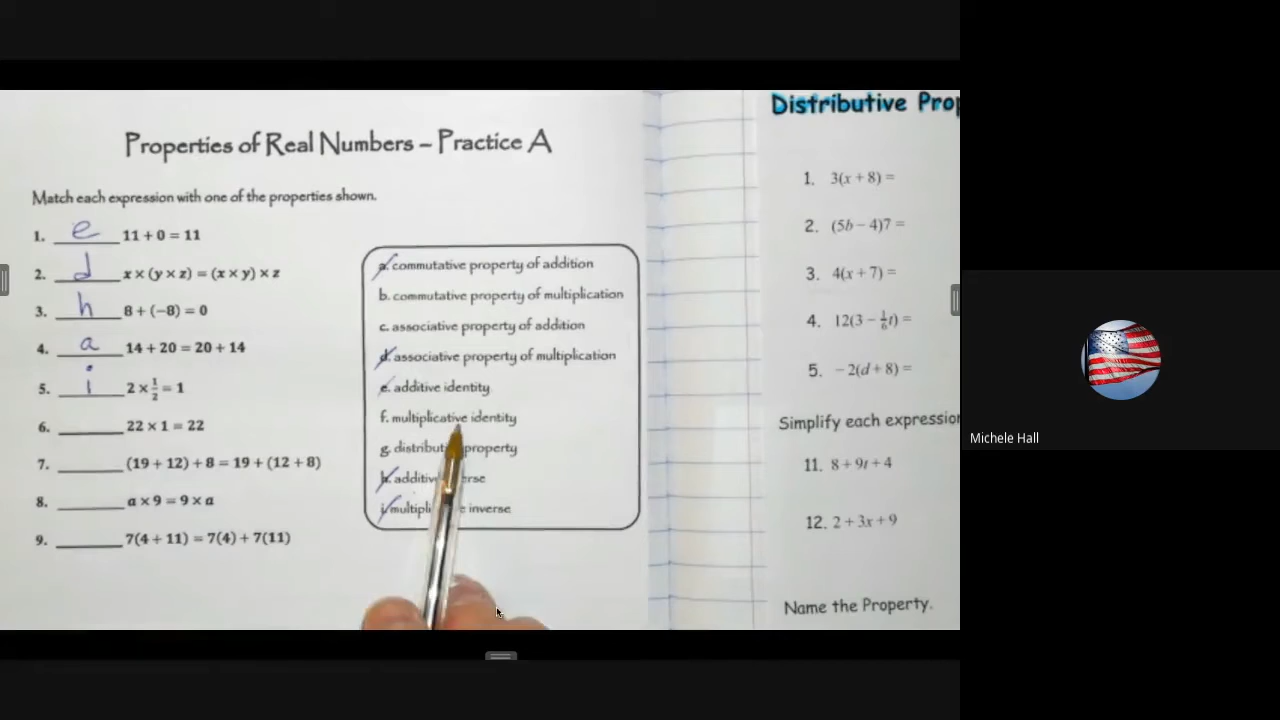 Properties of Real Numbers – Practice A
Match each expression with one of the properties shown.
1. e 11 + 0 = 11
2. d x × (y × z) = (x × y) × z
3. h 8 + (−8) = 0
4. a 14 + 20 = 20 + 14
5. i 2 × 1/2 = 1
6. 22 × 1 = 22
7. (19 + 12) + 8 = 19 + (12 + 8)
8. a × 9 = 9 × a
9. 7(4 + 11) = 7(4) + 7(11)
a. commutative property of addition
b. commutative property of multiplication
c. associative property of addition
d. associative property of multiplication
e. additive identity
f. multiplicative identity
g. property
h.
i. inverse
Distributive
1. 3(x + 8) =
2. (5b − 4)7 =
3. 4(x + 7) =
4. 12(3 − 1/6t) =
5. −2(d + 8) =
Simplify each expression
11. 8 + 9t + 4
12. 2 + 3x + 9
Name the Property.
Michele Hall